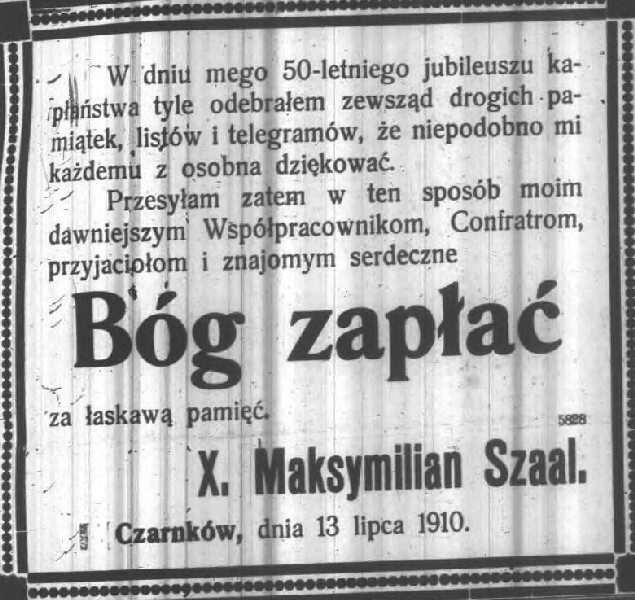 W dniu mego 50-letniego jubileuszu ka-
płaństwa tyle odebrałem zewsząd drogich pa-
miątek, listów i telegramów, że niepodobno mi
każdemu z osobna dziękować.
Przesyłam zatem w ten sposób moim
dawniejszym Współpracownikom, Confratrom,
przyjaciołom i znajomym serdeczne
Bóg zapłać
za łaskawą pamięć.
5828
X. Maksymilian Szaal.
Czarnków, dnia 13 lipca 1910.